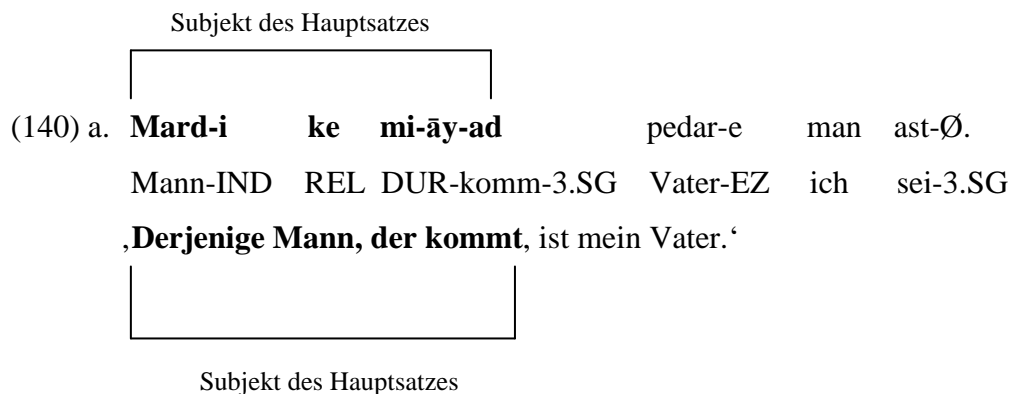 Subjekt des Hauptsatzes
(140) a. Mard-i ke mi-āy-ad pedar-e man ast-Ø.
Mann-IND REL DUR-komm-3.SG Vater-EZ ich sei-3.SG
‚Derjenige Mann, der kommt, ist mein Vater.‘
Subjekt des Hauptsatzes